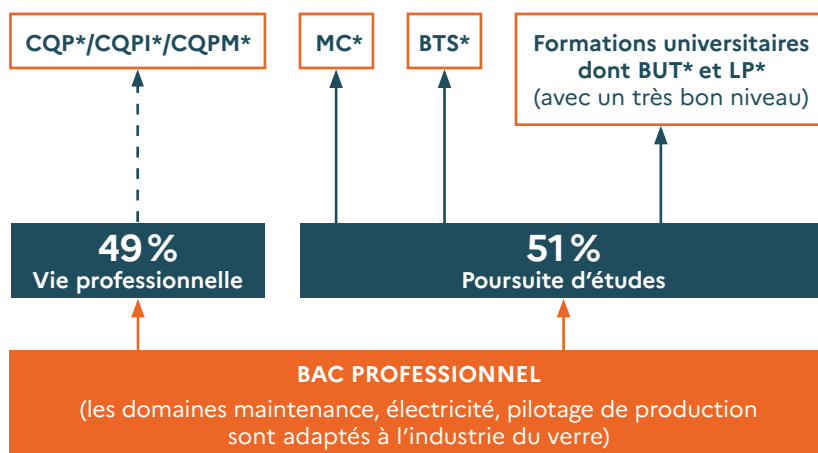 CQP*/CQPI*/CQPM*
MC*
BTS*
Formations universitaires
dont BUT* et LP*
(avec un très bon niveau)
49 %
Vie professionnelle
51 %
Poursuite d’études
BAC PROFESSIONNEL
(les domaines maintenance, électricité, pilotage de production
sont adaptés à l’industrie du verre)